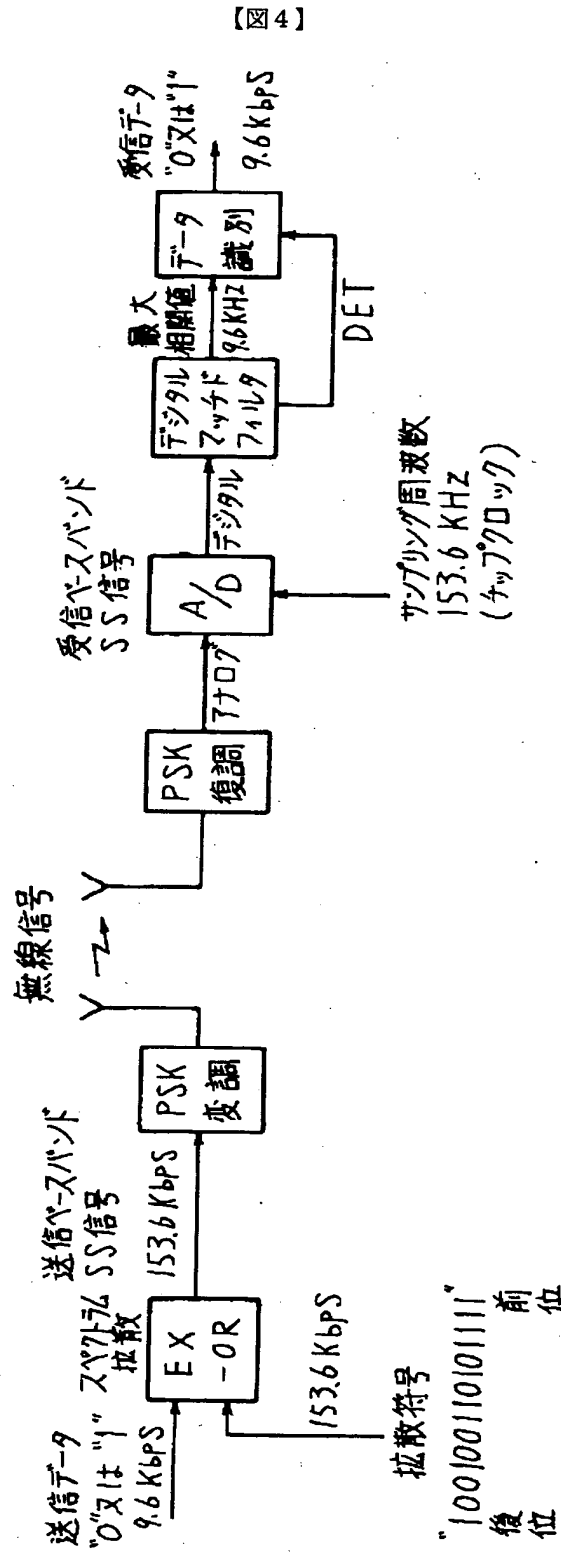 【図4】
送信データ
"0"又は"1"
9.6Kbps
スペクトラム
拡散
EX
-OR
153.6Kbps
拡散符号
"1001001101011111"
後位
前位
送信ベースバンド
SS信号
153.6Kbps
PSK
変調
無線信号
PSK
復調
アナログ
受信ベースバンド
SS信号
A/D
サンプリング周波数
153.6KHz
(チップクロック)
デジタル
デジタル
マッチド
フィルタ
最大
相関値
9.6KHz
DET
データ
識別
受信データ
"0"又は"1"
9.6Kbps